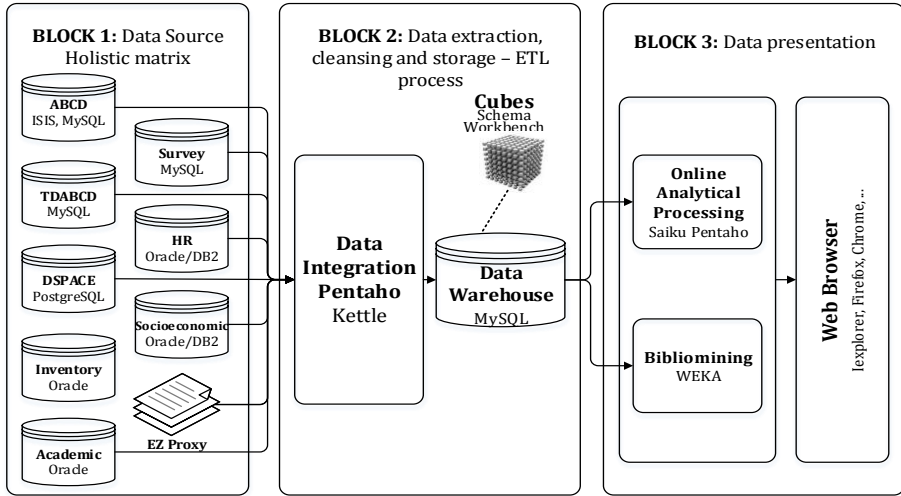 BLOCK 1: Data Source
Holistic matrix
ABCD
ISIS, MySQL
Survey
MySQL
TDABCD
MySQL
HR
Oracle/DB2
DSPACE
PostgreSQL
Socioeconomic
Oracle/DB2
Inventory
Oracle
EZ Proxy
Academic
Oracle
BLOCK 2: Data extraction,
cleansing and storage – ETL
process
Cubes
Schema
Workbench
Data
Integration
Pentaho
Kettle
Data
Warehouse
MySQL
BLOCK 3: Data presentation
Online
Analytical
Processing
Saiku Pentaho
Bibliomining
WEKA
Web Browser
Iexplorer, Firefox, Chrome, ...